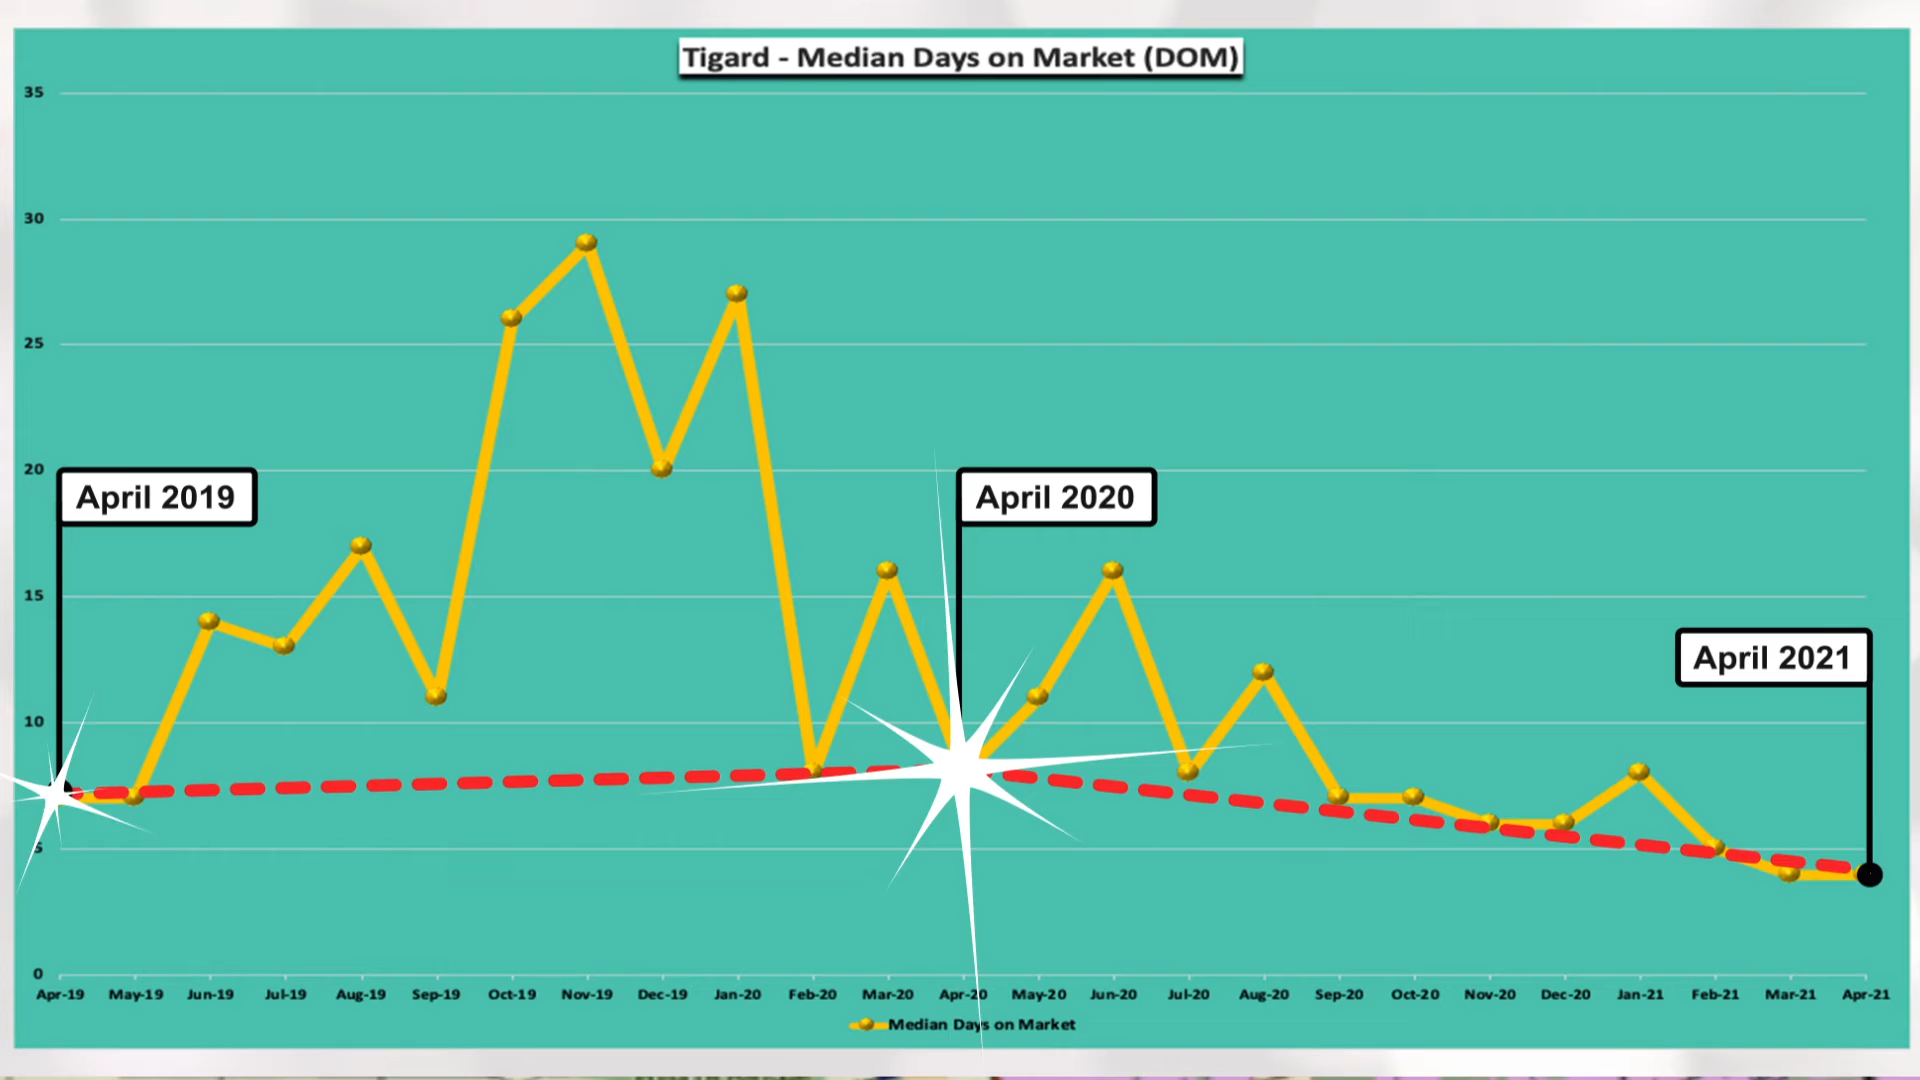 Tigard - Median Days on Market (DOM)
35
30
25
20
15
10
5
0
April 2019
April 2020
April 2021
Apr-19 May-19 Jun-19 Jul-19 Aug-19 Sep-19 Oct-19 Nov-19 Dec-19 Jan-20 Feb-20 Mar-20 Apr-20 May-20 Jun-20 Jul-20 Aug-20 Sep-20 Oct-20 Nov-20 Dec-20 Jan-21 Feb-21 Mar-21 Apr-21
Median Days on Market